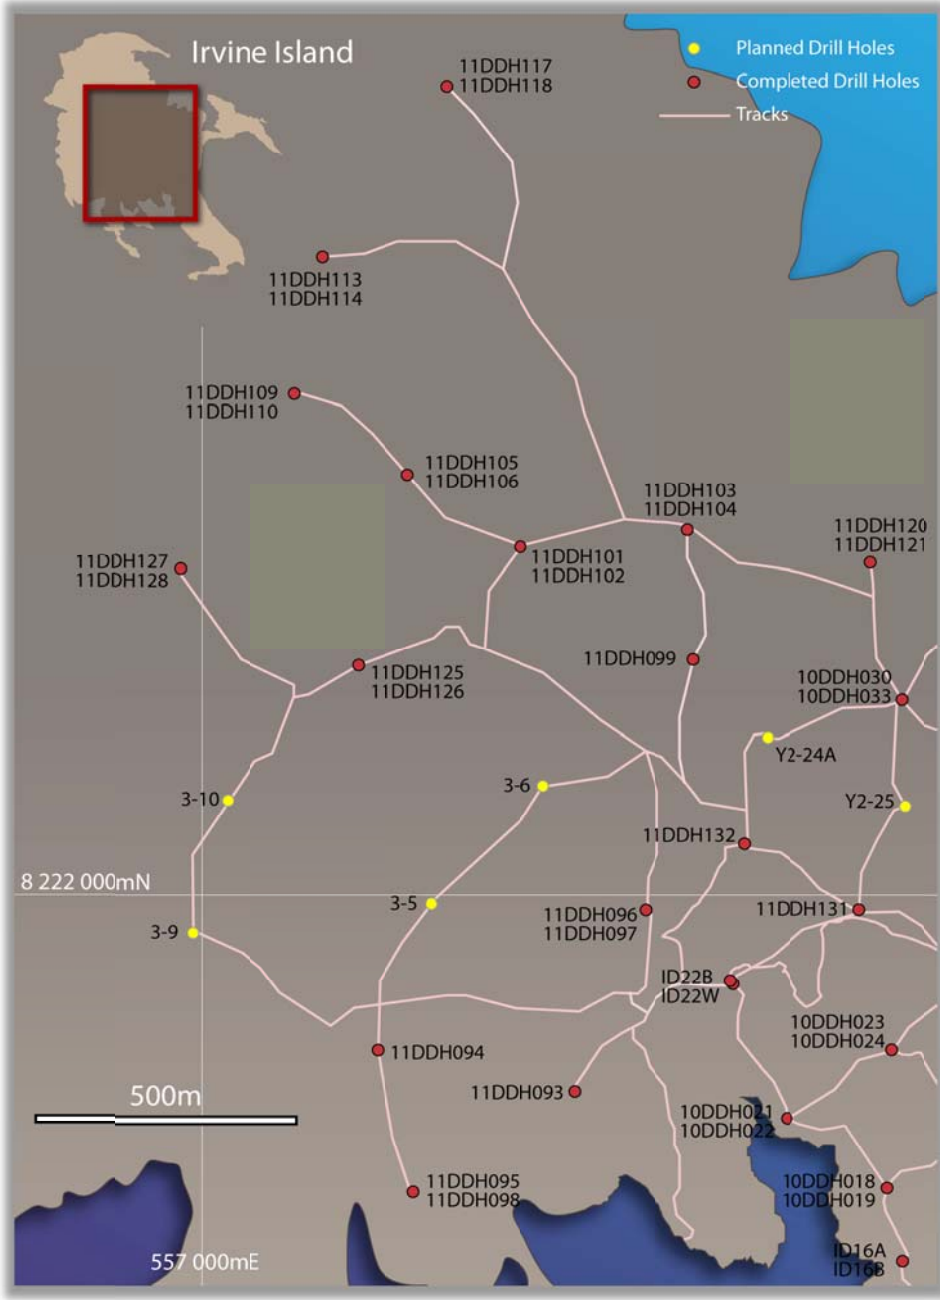 Irvine Island
Planned Drill Holes
Completed Drill Holes
Tracks
11DDH117
11DDH118
11DDH113
11DDH114
11DDH109
11DDH110
11DDH105
11DDH106
11DDH103
11DDH104
11DDH120
11DDH121
11DDH101
11DDH102
11DDH127
11DDH128
11DDH125
11DDH126
11DDH099
10DDH030
10DDH033
Y2-24A
3-10
3-6
Y2-25
11DDH132
8 222 000mN
3-5
11DDH096
11DDH097
11DDH131
3-9
ID22B
ID22W
10DDH023
10DDH024
11DDH094
11DDH093
500m
10DDH021
10DDH022
11DDH095
11DDH098
10DDH018
10DDH019
557 000mE
ID16A
ID16B